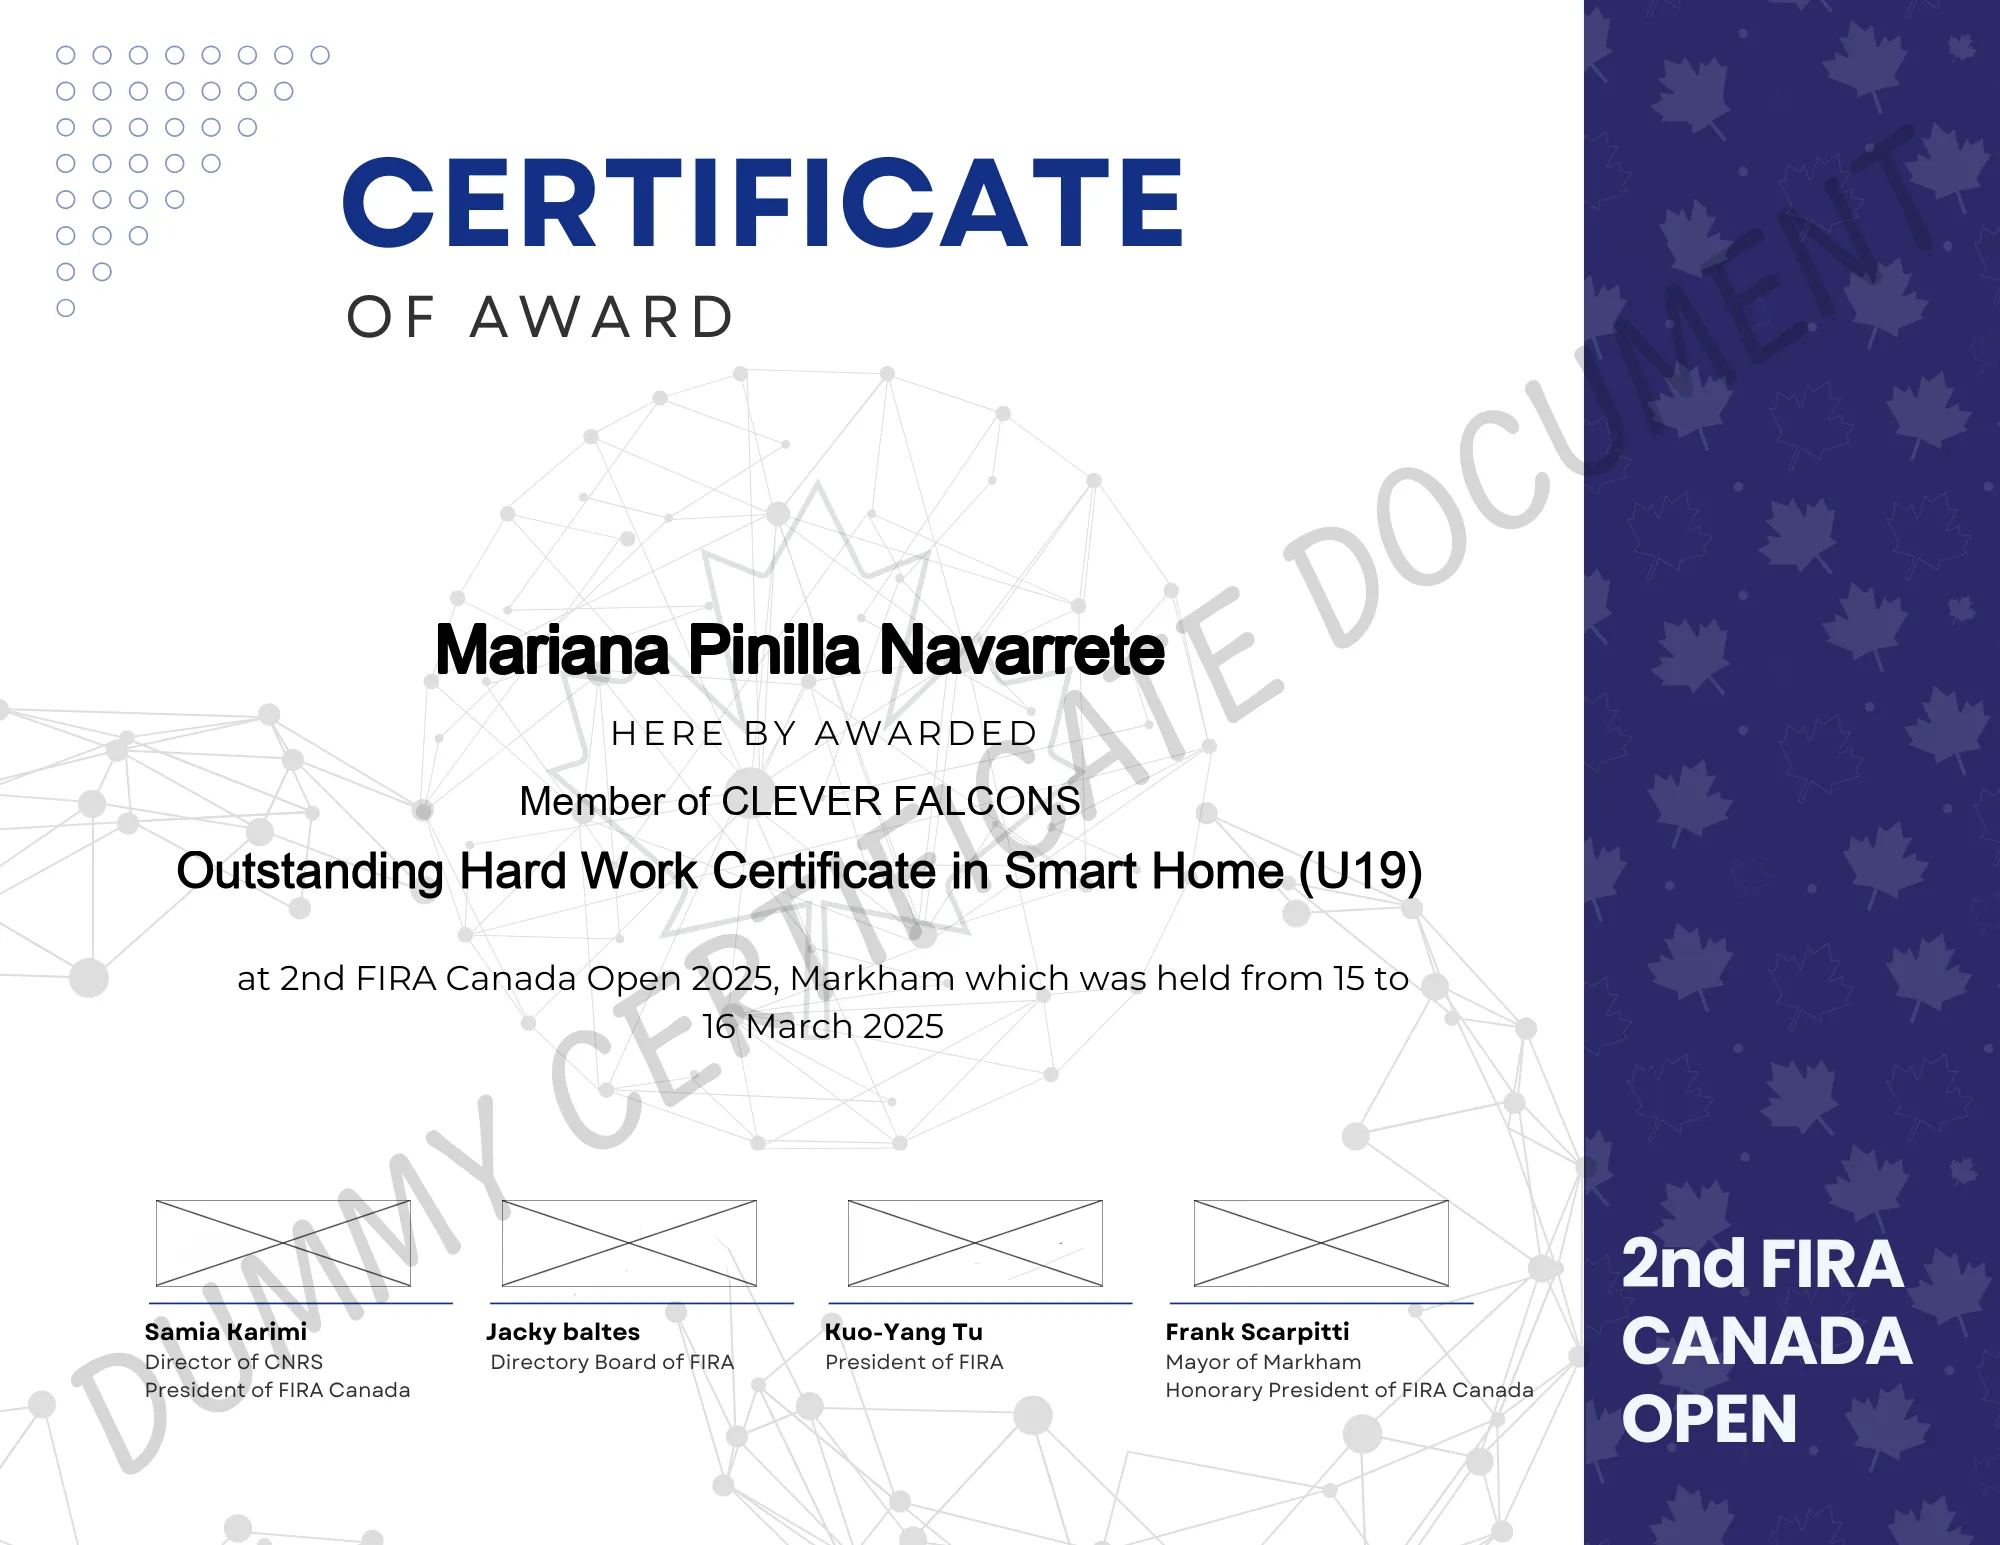 CERTIFICATE
OF AWARD
Mariana Pinilla Navarrete
HERE BY AWARDED
Member of CLEVER FALCONS
Outstanding Hard Work Certificate in Smart Home (U19)
at 2nd FIRA Canada Open 2025, Markham which was held from 15 to
16 March 2025
DUMMY CERTIFICATE DOCUMENT
Samia Karimi
Director of CNRS
President of FIRA Canada
Jacky baltes
Directory Board of FIRA
Kuo-Yang Tu
President of FIRA
Frank Scarpitti
Mayor of Markham
Honorary President of FIRA Canada
2nd FIRA
CANADA
OPEN